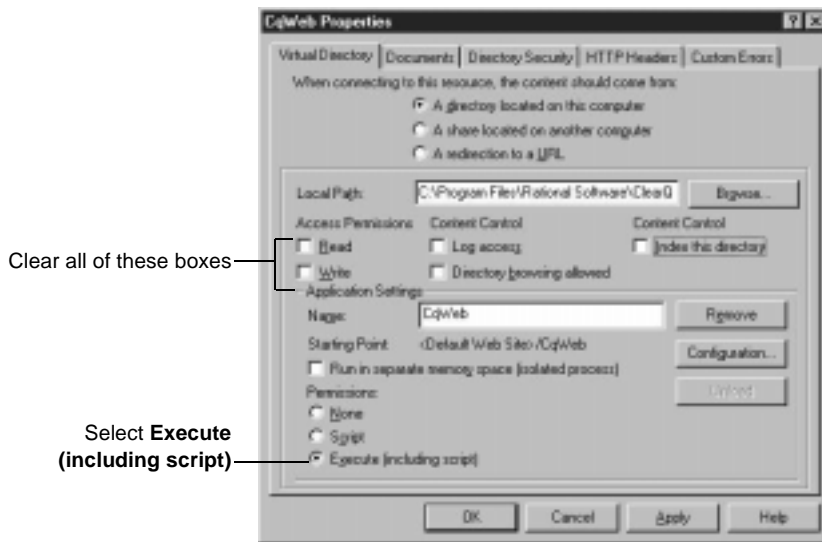 CqWeb Properties
Virtual Directory Documents Directory Security HTTP Headers Custom Errors
When connecting to this resource, the content should come from:
A directory located on this computer
A share located on another computer
A redirection to a URL
Local Path: C:\Program Files\Rational Software\ClearQ Browse...
Access Permissions Content Control Content Control
Read Log access Index this directory
Clear all of these boxes
Write Directory browsing allowed
Application Settings
Name: CqWeb Remove
Starting Point: <Default Web Site>/CqWeb
Configuration...
Run in separate memory space (isolated process)
Permissions: Unload
None
Script
Select Execute
(including script)
Execute (including script)
OK Cancel Apply Help